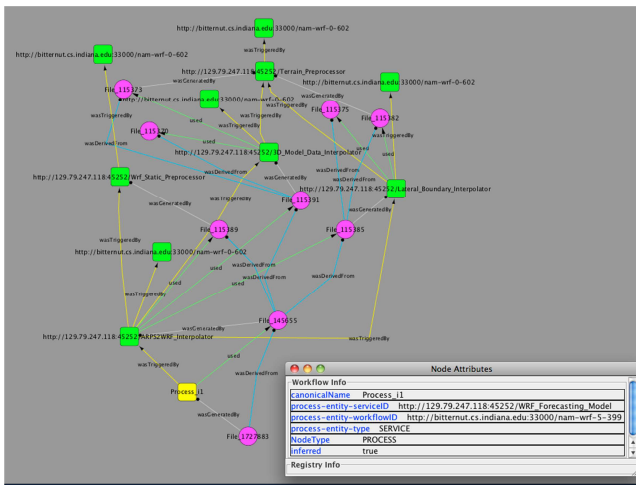 http://bitternut.cs.indiana.edu:33000/nam-wrf-0-602
wasTriggeredBy
http://bitternut.cs.indiana.edu:33000/nam-wrf-0-602
http://129.79.247.118:45252/Terrain_Preprocessor
wasGeneratedBy
http://bitternut.cs.indiana.edu:33000/nam-wrf-0-602
File_115373
http://bitternut.cs.indiana.edu:33000/nam-wrf-0-602
wasTriggeredBy
wasTriggeredBy
File_115375
wasTriggeredBy
File_115382
used
File_115370
wasTriggeredBy
wasTriggeredBy
wasDerivedFrom
http://129.79.247.118:45252/3D_Model_Data_Interpolator
used
used
wasDerivedFrom
wasDerivedFrom
wasDerivedFrom
http://129.79.247.118:45252/Wrf_Static_Preprocessor
wasGeneratedBy
http://129.79.247.118:45252/Lateral_Boundary_Interpolator
wasTriggeredBy
File_115391
wasGeneratedBy
wasGeneratedBy
File_115389
File_115385
http://bitternut.cs.indiana.edu:33000/nam-wrf-0-602
used
used
wasDerivedFrom
wasDerivedFrom
used
wasTriggeredBy
File_145655
wasGeneratedBy
http://129.79.247.118:45252/ARPS2WRF_Interpolator
wasTriggeredBy
used
wasTriggeredBy
wasDerivedFrom
Process_i1
wasGeneratedBy
File_1727883
Node Attributes
Workflow Info
canonicalName Process_i1
process-entity-serviceID http://129.79.247.118:45252/WRF_Forecasting_Model
process-entity-workflowID http://bitternut.cs.indiana.edu:33000/nam-wrf-5-399
process-entity-type SERVICE
NodeType PROCESS
inferred true
Registry Info